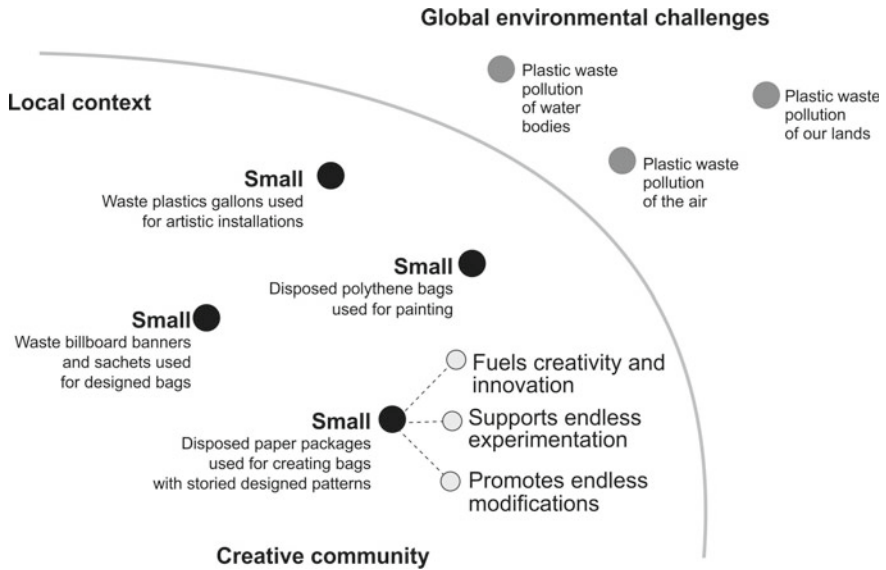 Global environmental challenges
Plastic waste
pollution
of water
bodies
Plastic waste
pollution
of our lands
Plastic waste
pollution
of the air
Local context
Small
Waste plastics gallons used
for artistic installations
Small
Disposed polythene bags
used for painting
Small
Waste billboard banners
and sachets used
for designed bags
Small
Disposed paper packages
used for creating bags
with storied designed patterns
Fuels creativity and
innovation
Supports endless
experimentation
Promotes endless
modifications
Creative community